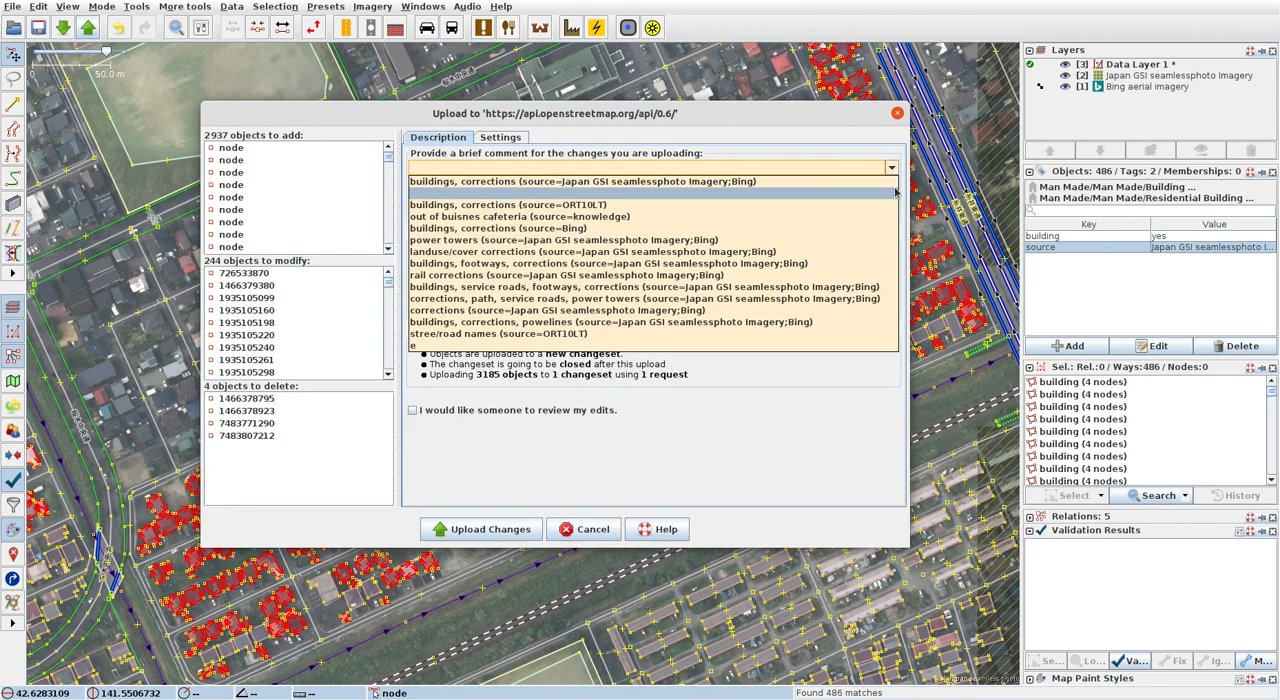 File Edit View Mode Tools More tools Data Selection Presets Imagery Windows Audio Help
0 50.0 m
Upload to 'https://api.openstreetmap.org/api/0.6/'
2937 objects to add:
node
node
node
node
node
node
node
node
node
244 objects to modify:
726533870
1466379380
1935105099
1935105160
1935105198
1935105220
1935105240
1935105261
1935105298
4 objects to delete:
1466378795
1466378923
7483771290
7483807212
Description Settings
Provide a brief comment for the changes you are uploading:
buildings, corrections (source=Japan GSI seamlessphoto Imagery;Bing)
buildings, corrections (source=ORT10LT)
out of buisnes cafeteria (source=knowledge)
buildings, corrections (source=Bing)
power towers (source=Japan GSI seamlessphoto Imagery;Bing)
landuse/cover corrections (source=Japan GSI seamlessphoto Imagery;Bing)
buildings, footways, corrections (source=Japan GSI seamlessphoto Imagery;Bing)
rail corrections (source=Japan GSI seamlessphoto Imagery;Bing)
buildings, service roads, footways, corrections (source=Japan GSI seamlessphoto Imagery;Bing)
corrections, path, service roads, power towers (source=Japan GSI seamlessphoto Imagery;Bing)
corrections (source=Japan GSI seamlessphoto Imagery;Bing)
buildings, corrections, powelines (source=Japan GSI seamlessphoto Imagery;Bing)
stree/road names (source=ORT10LT)
e
Objects are uploaded to a new changeset.
The changeset is going to be closed after this upload
Uploading 3185 objects to 1 changeset using 1 request
I would like someone to review my edits.
Upload Changes Cancel Help
Layers
[3] Data Layer 1 *
[2] Japan GSI seamlessphoto Imagery
[1] Bing aerial imagery
Objects: 486 / Tags: 2 / Memberships: 0
Man Made/Man Made/Building ...
Man Made/Residential Building ...
Key Value
building yes
source Japan GSI seamlessphoto I...
Add Edit Delete
Sel.: Rel.:0 / Ways:486 / Nodes:0
building (4 nodes)
building (4 nodes)
building (4 nodes)
building (4 nodes)
building (4 nodes)
building (4 nodes)
building (4 nodes)
building (4 nodes)
building (4 nodes)
Select Search History
Relations: 5
Validation Results
Se... Lo... Va... Fix Ig... M...
Map Paint Styles
42.6283109 141.5506732 -- -- -- node Found 486 matches